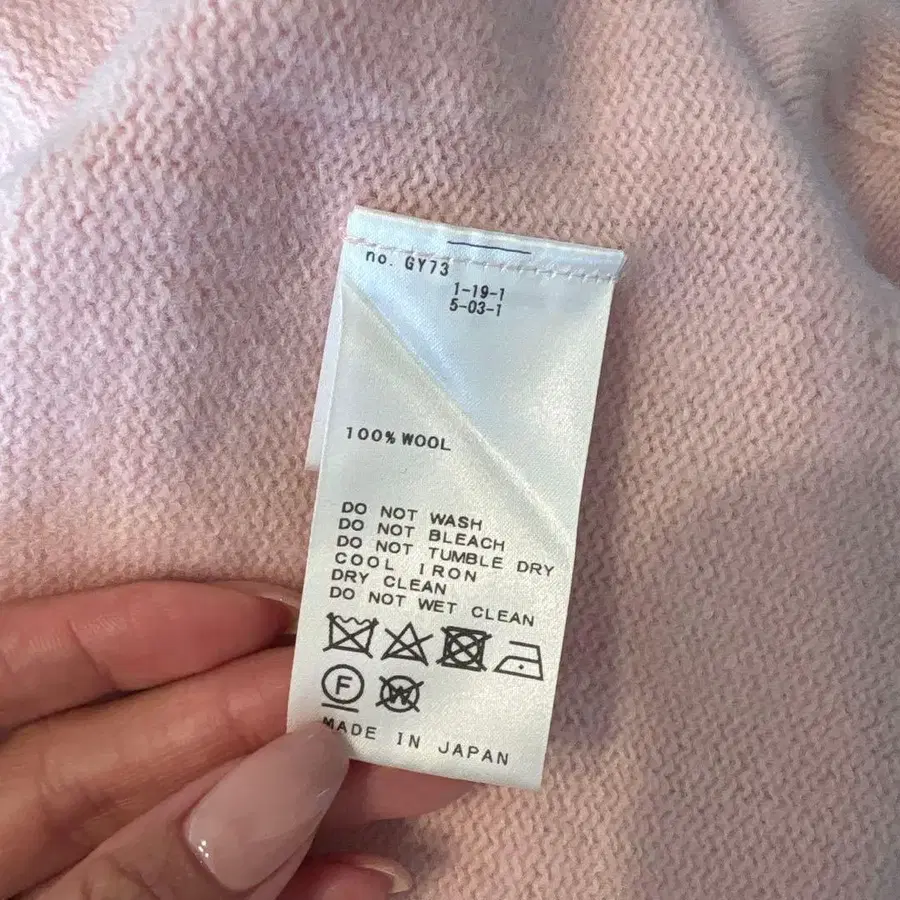 no. GY73
1-19-1
5-03-1
100% WOOL
DO NOT WASH
DO NOT BLEACH
DO NOT TUMBLE DRY
COOL IRON
DRY CLEAN
DO NOT WET CLEAN
F W
MADE IN JAPAN